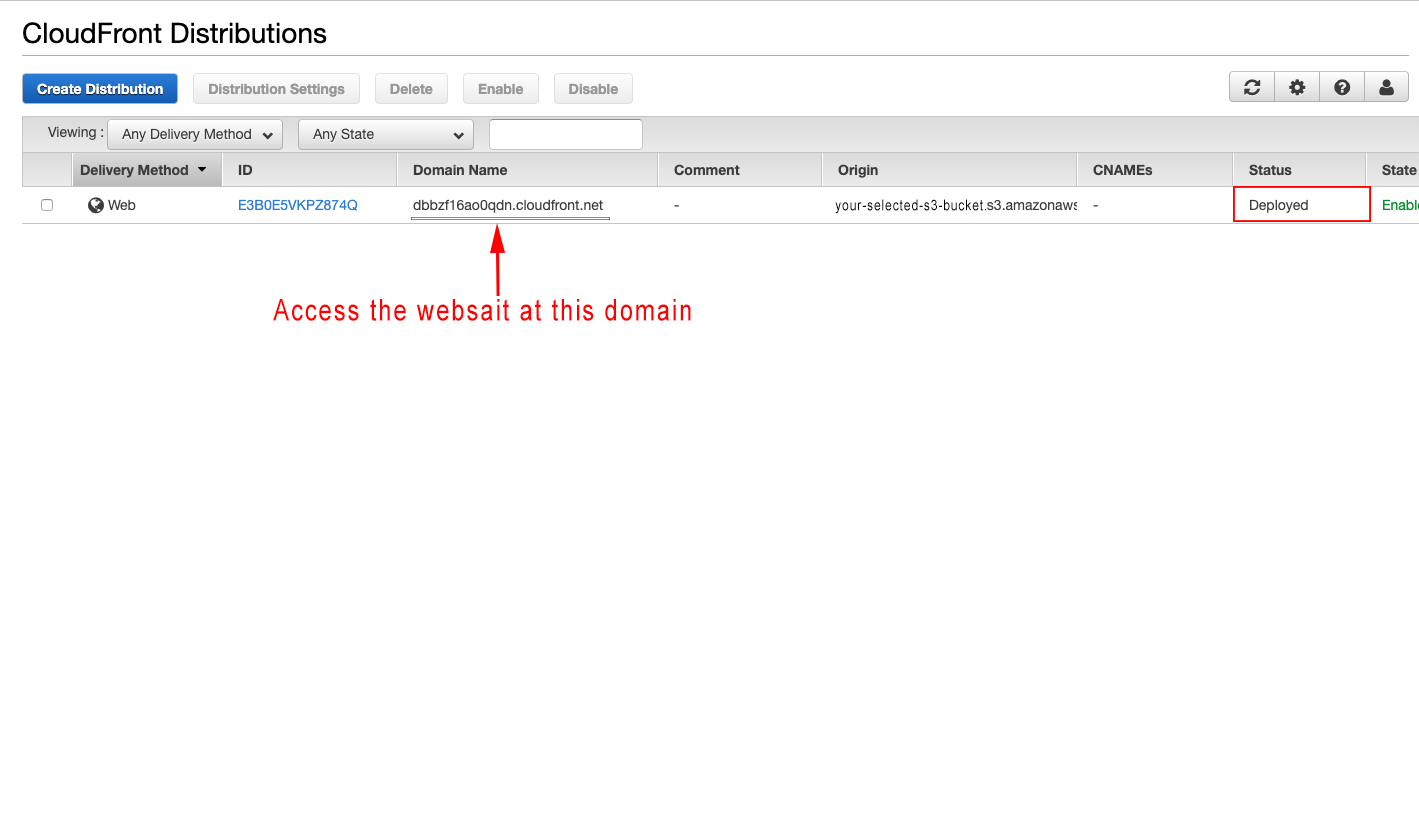 CloudFront Distributions
Create Distribution Distribution Settings Delete Enable Disable
Viewing : Any Delivery Method Any State
Delivery Method ID Domain Name Comment Origin CNAMEs Status State
Web E3B0E5VKPZ874Q dbbzf16ao0qdn.cloudfront.net - your-selected-s3-bucket.s3.amazonaws - Deployed Enable
Access the websait at this domain